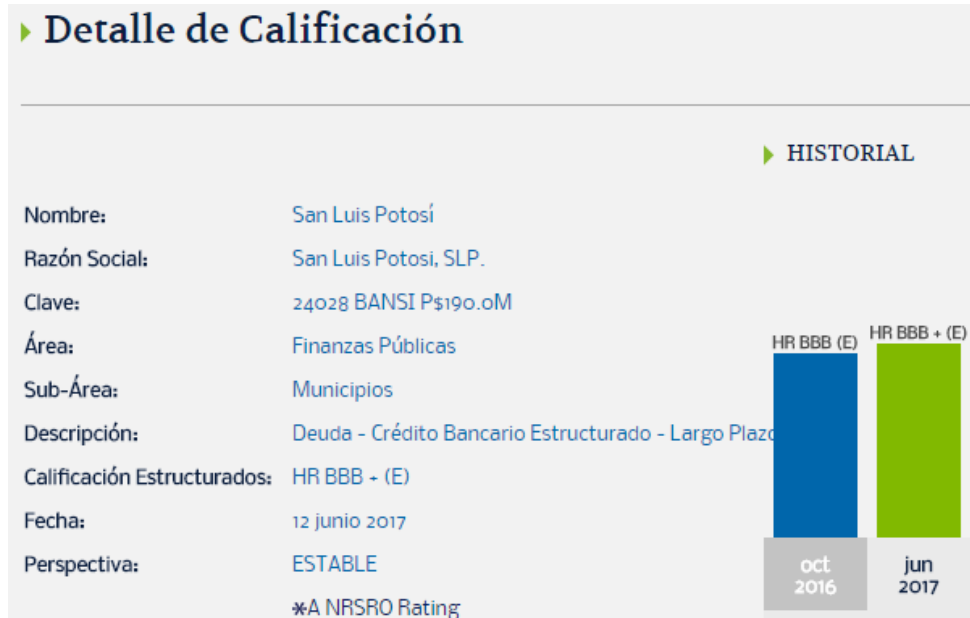 Detalle de Calificación
HISTORIAL
Nombre: San Luis Potosí
Razón Social: San Luis Potosi, SLP.
Clave: 24028 BANSI P$190.0M
Área: Finanzas Públicas
Sub-Área: Municipios
Descripción: Deuda - Crédito Bancario Estructurado - Largo Plazo
Calificación Estructurados: HR BBB + (E)
Fecha: 12 junio 2017
Perspectiva: ESTABLE
*A NRSRO Rating
HR BBB (E)
HR BBB + (E)
oct 2016
jun 2017